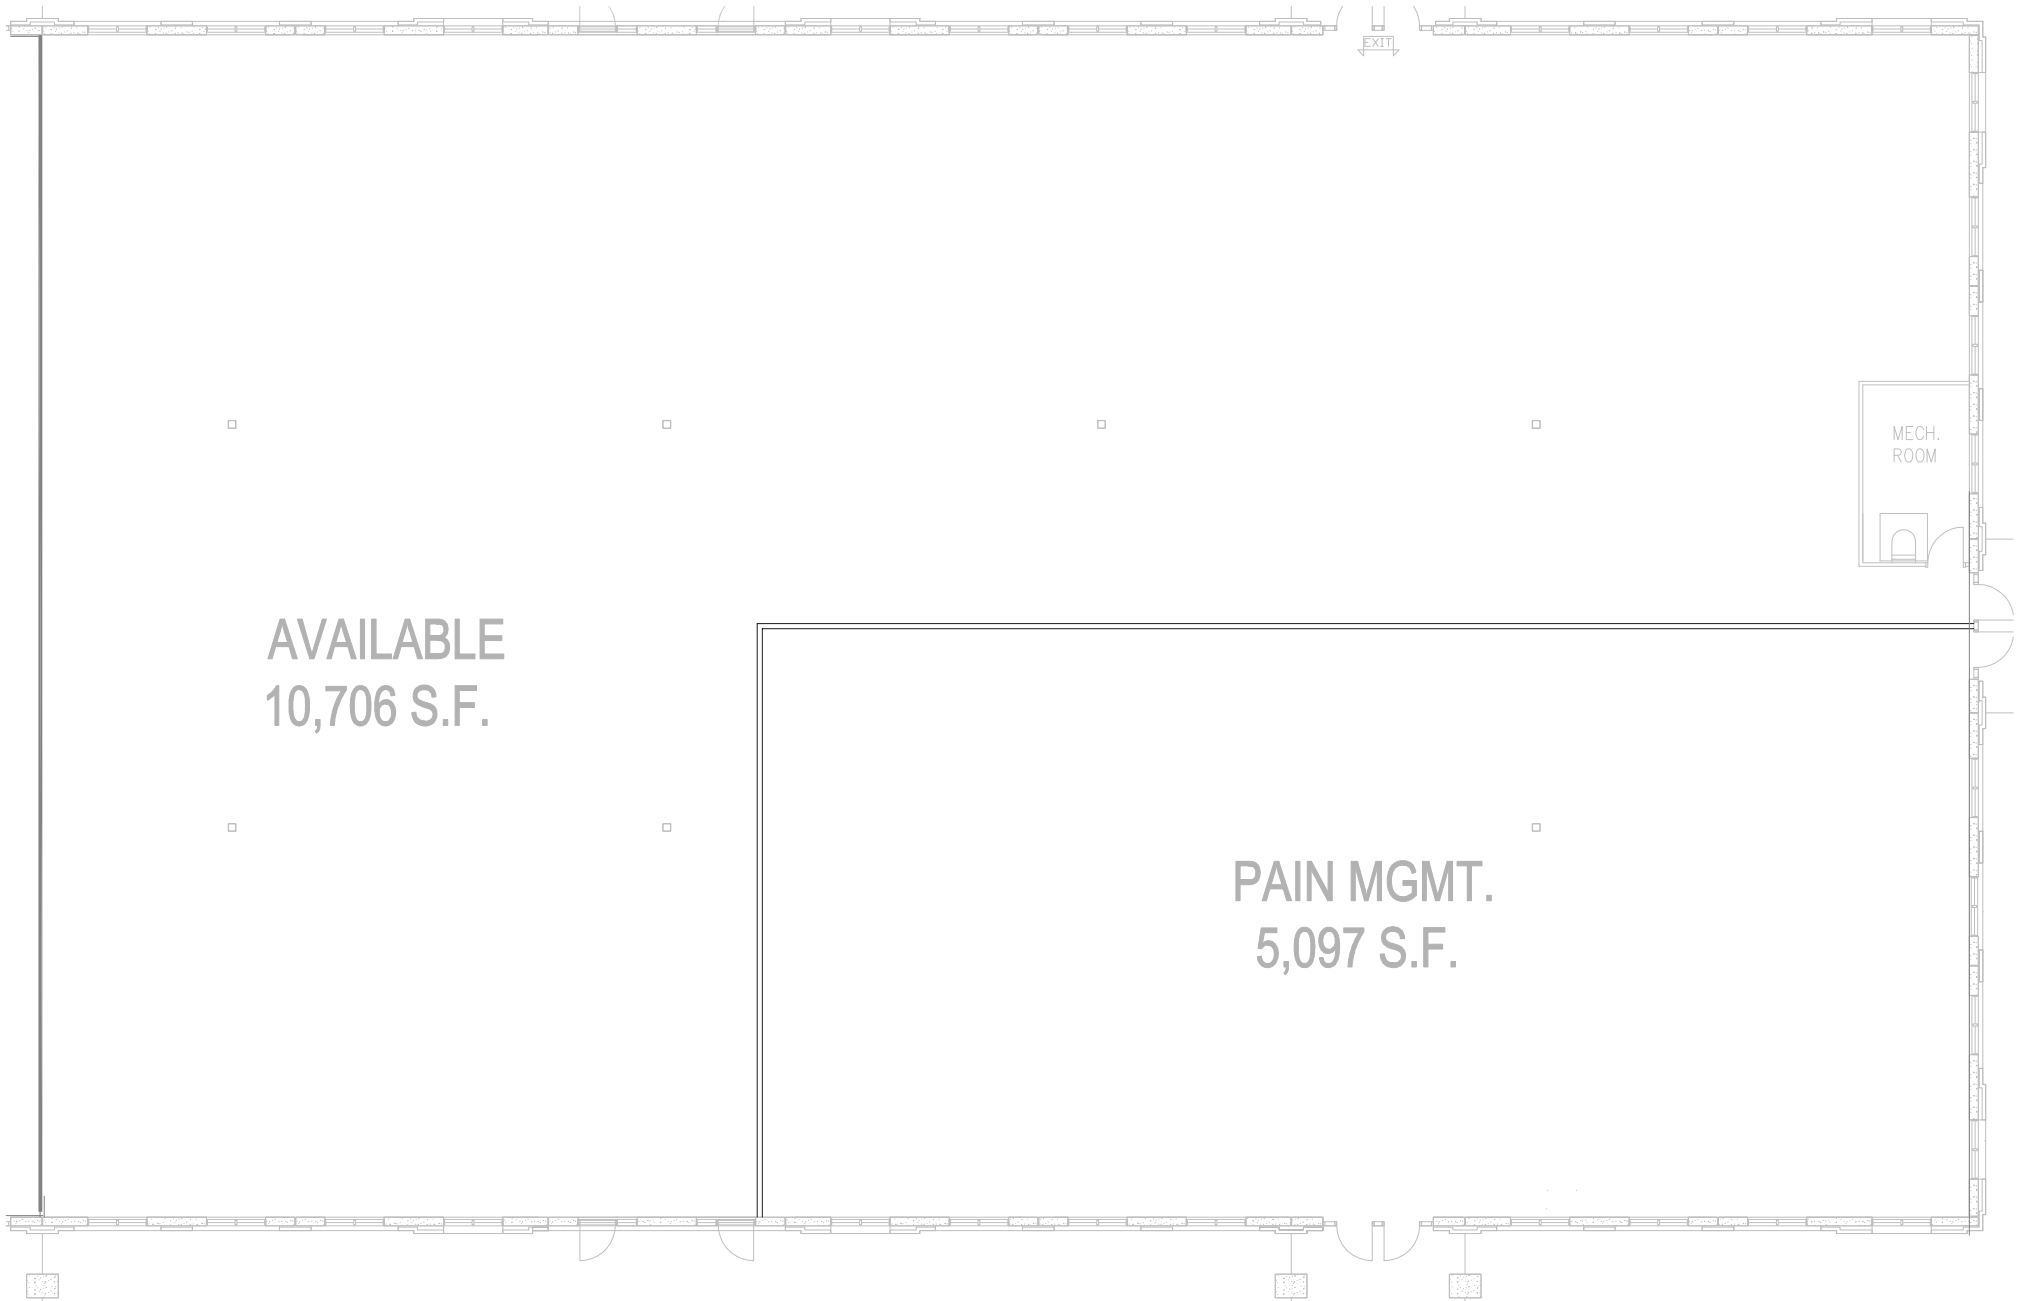 EXIT
MECH.
ROOM
AVAILABLE
10,706 S.F.
PAIN MGMT.
5,097 S.F.